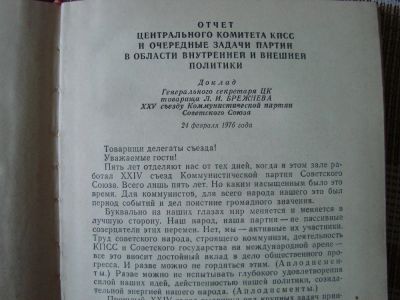 ОТЧЕТ
ЦЕНТРАЛЬНОГО КОМИТЕТА КПСС
И ОЧЕРЕДНЫЕ ЗАДАЧИ ПАРТИИ
В ОБЛАСТИ ВНУТРЕННЕЙ И ВНЕШНЕЙ
ПОЛИТИКИ
Доклад
Генерального секретаря ЦК
товарища Л. И. БРЕЖНЕВА
XXV съезду Коммунистической партии
Советского Союза
24 февраля 1976 года
Товарищи делегаты съезда!
Уважаемые гости!
Пять лет отделяют нас от тех дней, когда в этом зале ра-
ботал XXIV съезд Коммунистической партии Советского
Союза. Всего лишь пять лет. Но каким насыщенным было это
время. Для коммунистов, для всего народа нашего это был
период событий и дел поистине громадного значения.
Буквально на наших глазах мир меняется и меняется в
лучшую сторону. Наш народ, наша партия — не пассивные
созерцатели этих перемен. Нет, мы — активные их участники.
Труд советского народа, строящего коммунизм, деятельность
КПСС и Советского государства на международной арене —
все это вносит достойный вклад в дело общественного про-
гресса. И разве можно не гордиться этим. (Аплодисмен-
ты.) Разве можно не испытывать глубокого удовлетворения
силой наших идей, действенностью нашей политики, сози-
дательной энергией нашего народа. (Аплодисменты.)